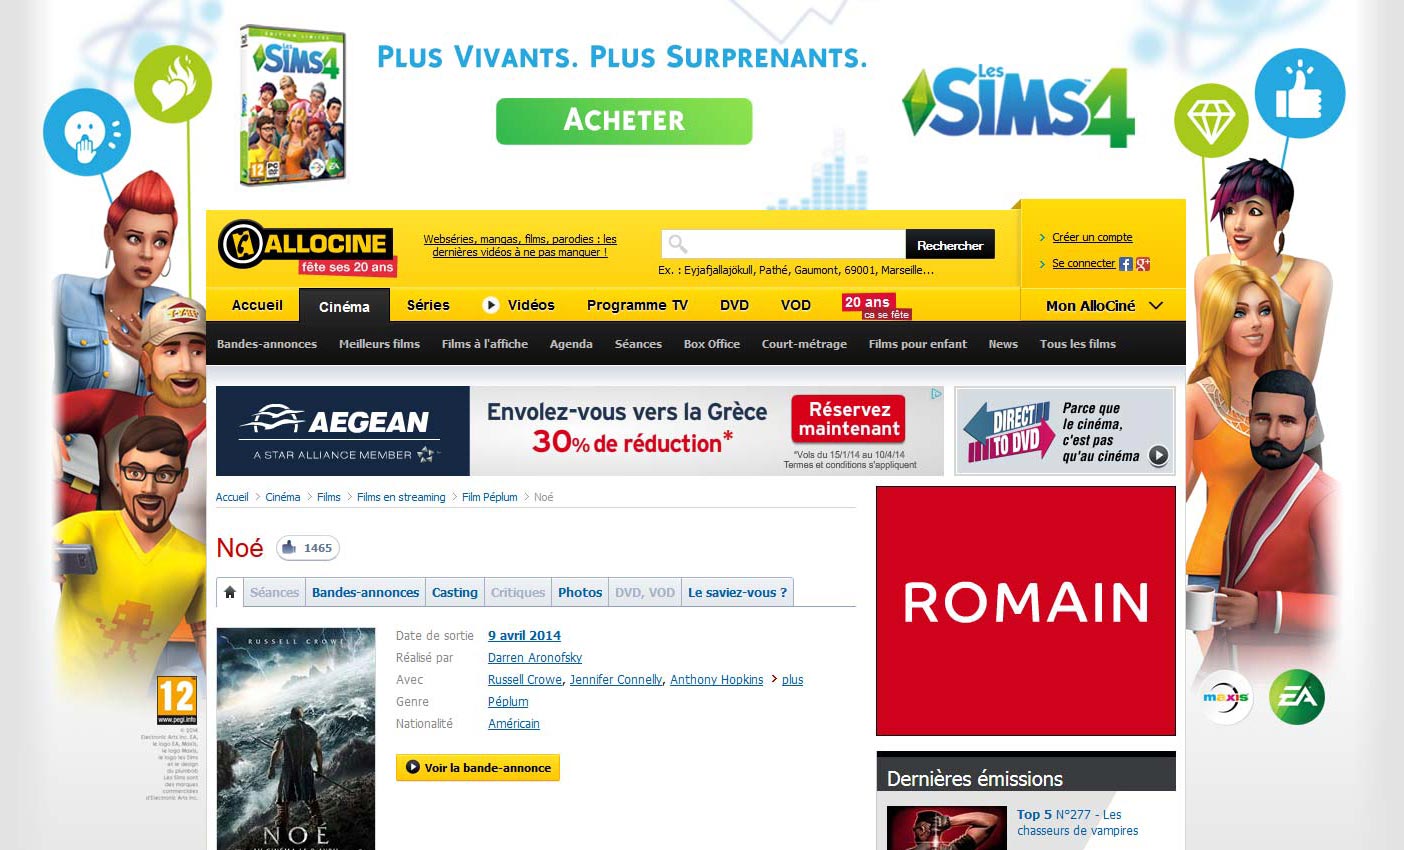 ÉDITION LIMITÉE
Les
SIMS 4
12
PC DVD
EA
PLUS VIVANTS. PLUS SURPRENANTS.
ACHETER
Les
SIMS 4
ALLOCINE
fête ses 20 ans
Webséries, mangas, films, parodies : les
dernières vidéos à ne pas manquer !
Rechercher
Ex. : Eyjafjallajökull, Pathé, Gaumont, 69001, Marseille...
Créer un compte
Se connecter
Accueil Cinéma Séries Vidéos Programme TV DVD VOD 20 ans
ca se fête
Mon AlloCiné
Bandes-annonces Meilleurs films Films à l'affiche Agenda Séances Box Office Court-métrage Films pour enfant News Tous les films
AEGEAN
A STAR ALLIANCE MEMBER
Envolez-vous vers la Grèce
30% de réduction*
Réservez
maintenant
*Vols du 15/1/14 au 10/4/14
Termes et conditions s'appliquent
DIRECT
TO DVD
Parce que
le cinéma,
c'est pas
qu'au cinéma
Accueil > Cinéma > Films > Films en streaming > Film Péplum > Noé
Noé 1465
Séances Bandes-annonces Casting Critiques Photos DVD, VOD Le saviez-vous ?
RUSSELL CROWE
NOÉ
Date de sortie 9 avril 2014
Réalisé par Darren Aronofsky
Avec Russell Crowe, Jennifer Connelly, Anthony Hopkins > plus
Genre Péplum
Nationalité Américain
Voir la bande-annonce
ROMAIN
Dernières émissions
Top 5 N°277 - Les
chasseurs de vampires
12
www.pegi.info
© 2014
Electronic Arts Inc. EA,
le logo EA, Maxis,
le logo Maxis,
le logo les Sims
et le design
du plumbob
Les Sims sont
des marques
commerciales
d'Electronic Arts Inc.
maxis
EA